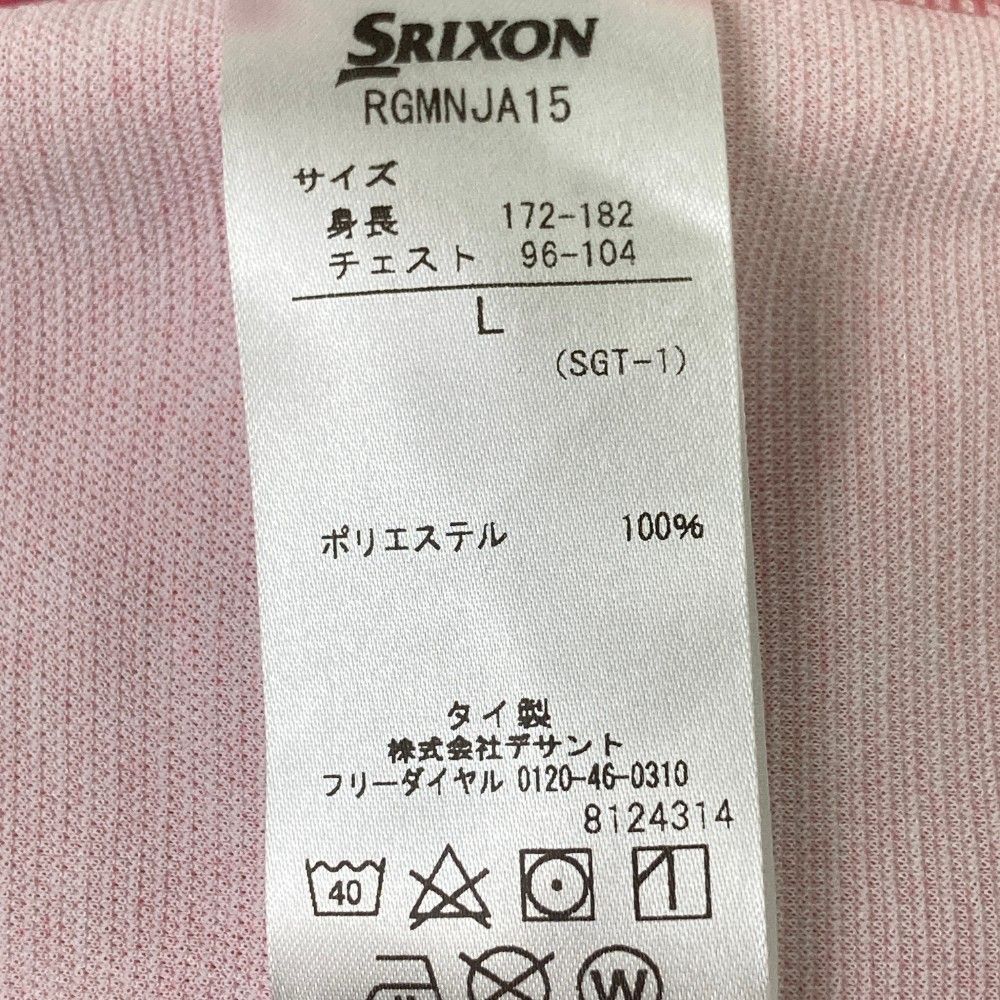 SRIXON
RGMNJA15
サイズ
身長 172-182
チェスト 96-104
L
(SGT-1)
ポリエステル 100%
タイ製
株式会社デサント
フリーダイヤル 0120-46-0310
8124314
40
W